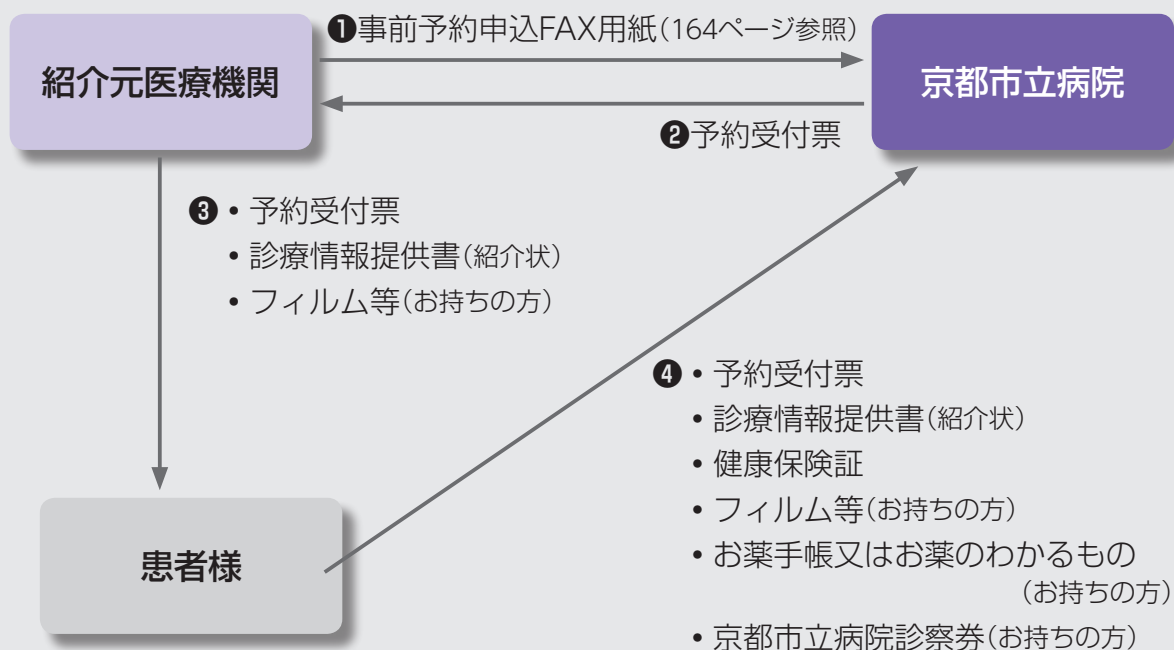 ❶事前予約申込FAX用紙(164ページ参照)
紹介元医療機関
京都市立病院
❷予約受付票
❸・予約受付票
・診療情報提供書(紹介状)
・フィルム等(お持ちの方)
❹・予約受付票
・診療情報提供書(紹介状)
・健康保険証
・フィルム等(お持ちの方)
・お薬手帳又はお薬のわかるもの
(お持ちの方)
・京都市立病院診察券(お持ちの方)
患者様